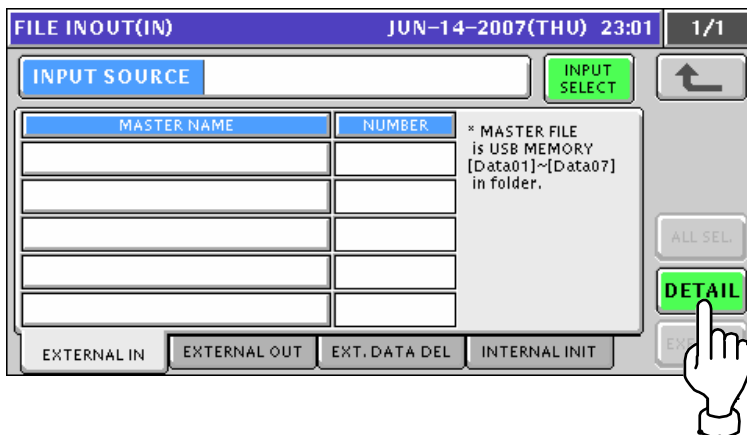 FILE INOUT(IN) JUN-14-2007(THU) 23:01 1/1
INPUT SOURCE
INPUT
SELECT
MASTER NAME NUMBER
* MASTER FILE
is USB MEMORY
[Data01]~[Data07]
in folder.
ALL SEL.
DETAIL
EXTERNAL IN EXTERNAL OUT EXT. DATA DEL INTERNAL INIT